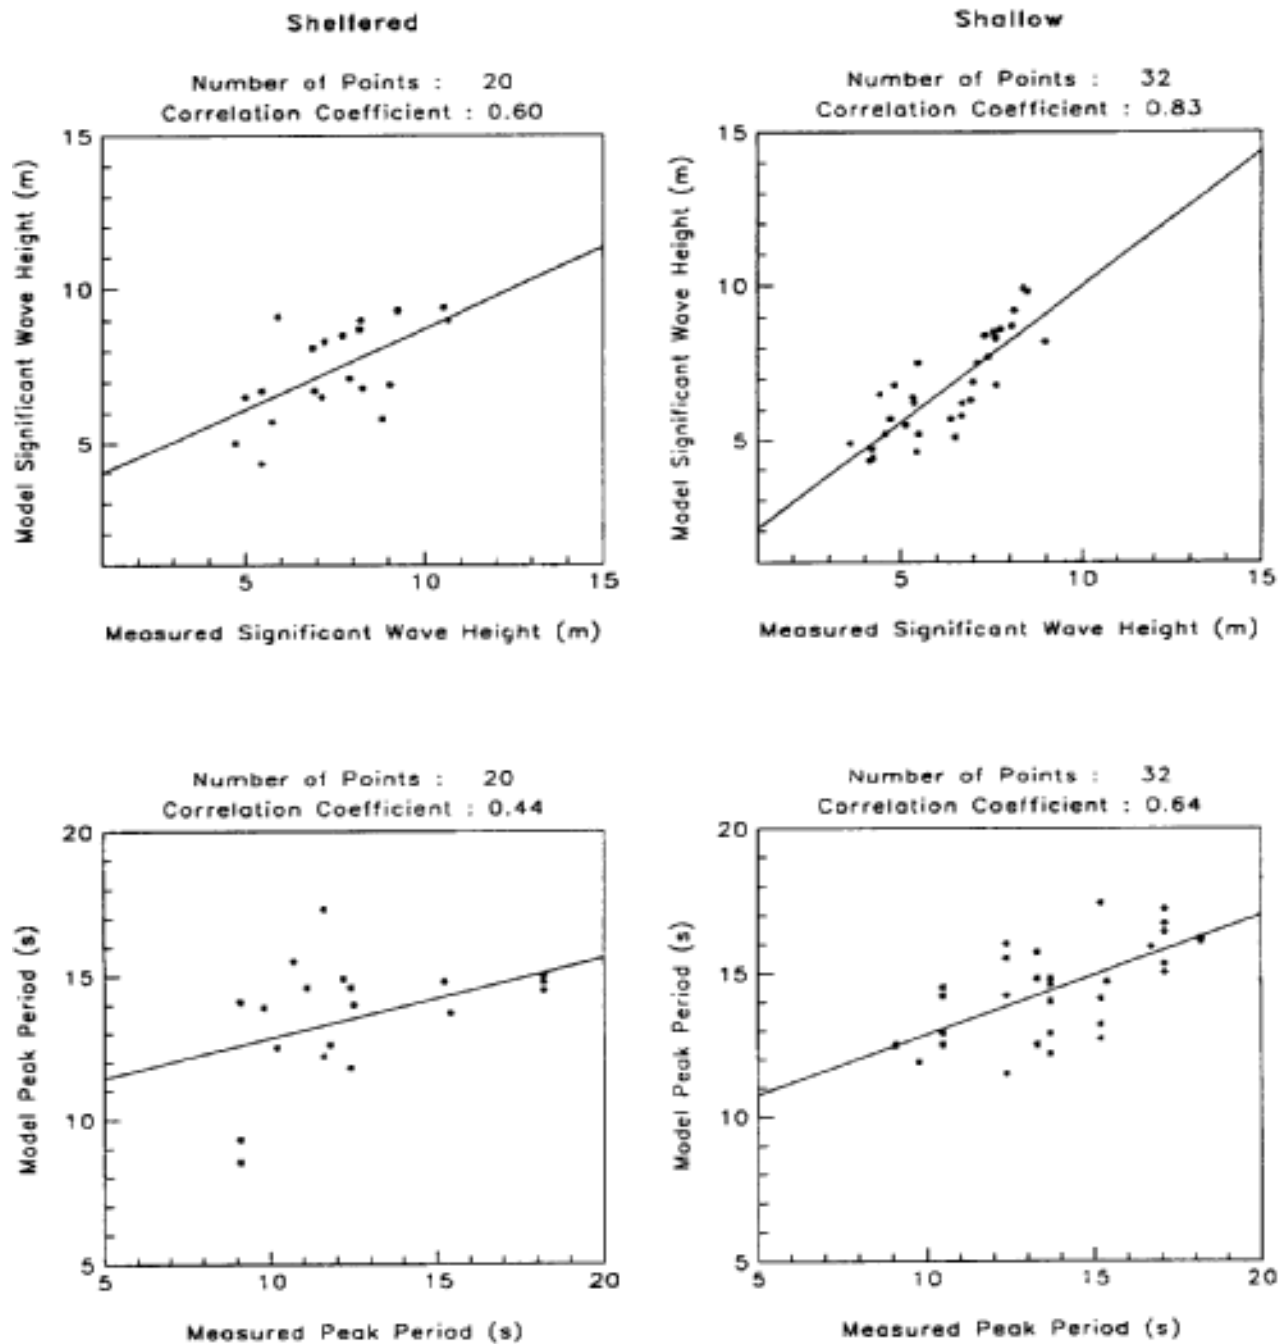 Sheltered
Number of Points : 20
Correlation Coefficient : 0.60
15
10
5
5
10
15
Model Significant Wave Height (m)
Measured Significant Wave Height (m)
Shallow
Number of Points : 32
Correlation Coefficient : 0.83
15
10
5
5
10
15
Model Significant Wave Height (m)
Measured Significant Wave Height (m)
Number of Points : 20
Correlation Coefficient : 0.44
20
15
10
5
5
10
15
20
Model Peak Period (s)
Measured Peak Period (s)
Number of Points : 32
Correlation Coefficient : 0.64
20
15
10
5
5
10
15
20
Model Peak Period (s)
Measured Peak Period (s)